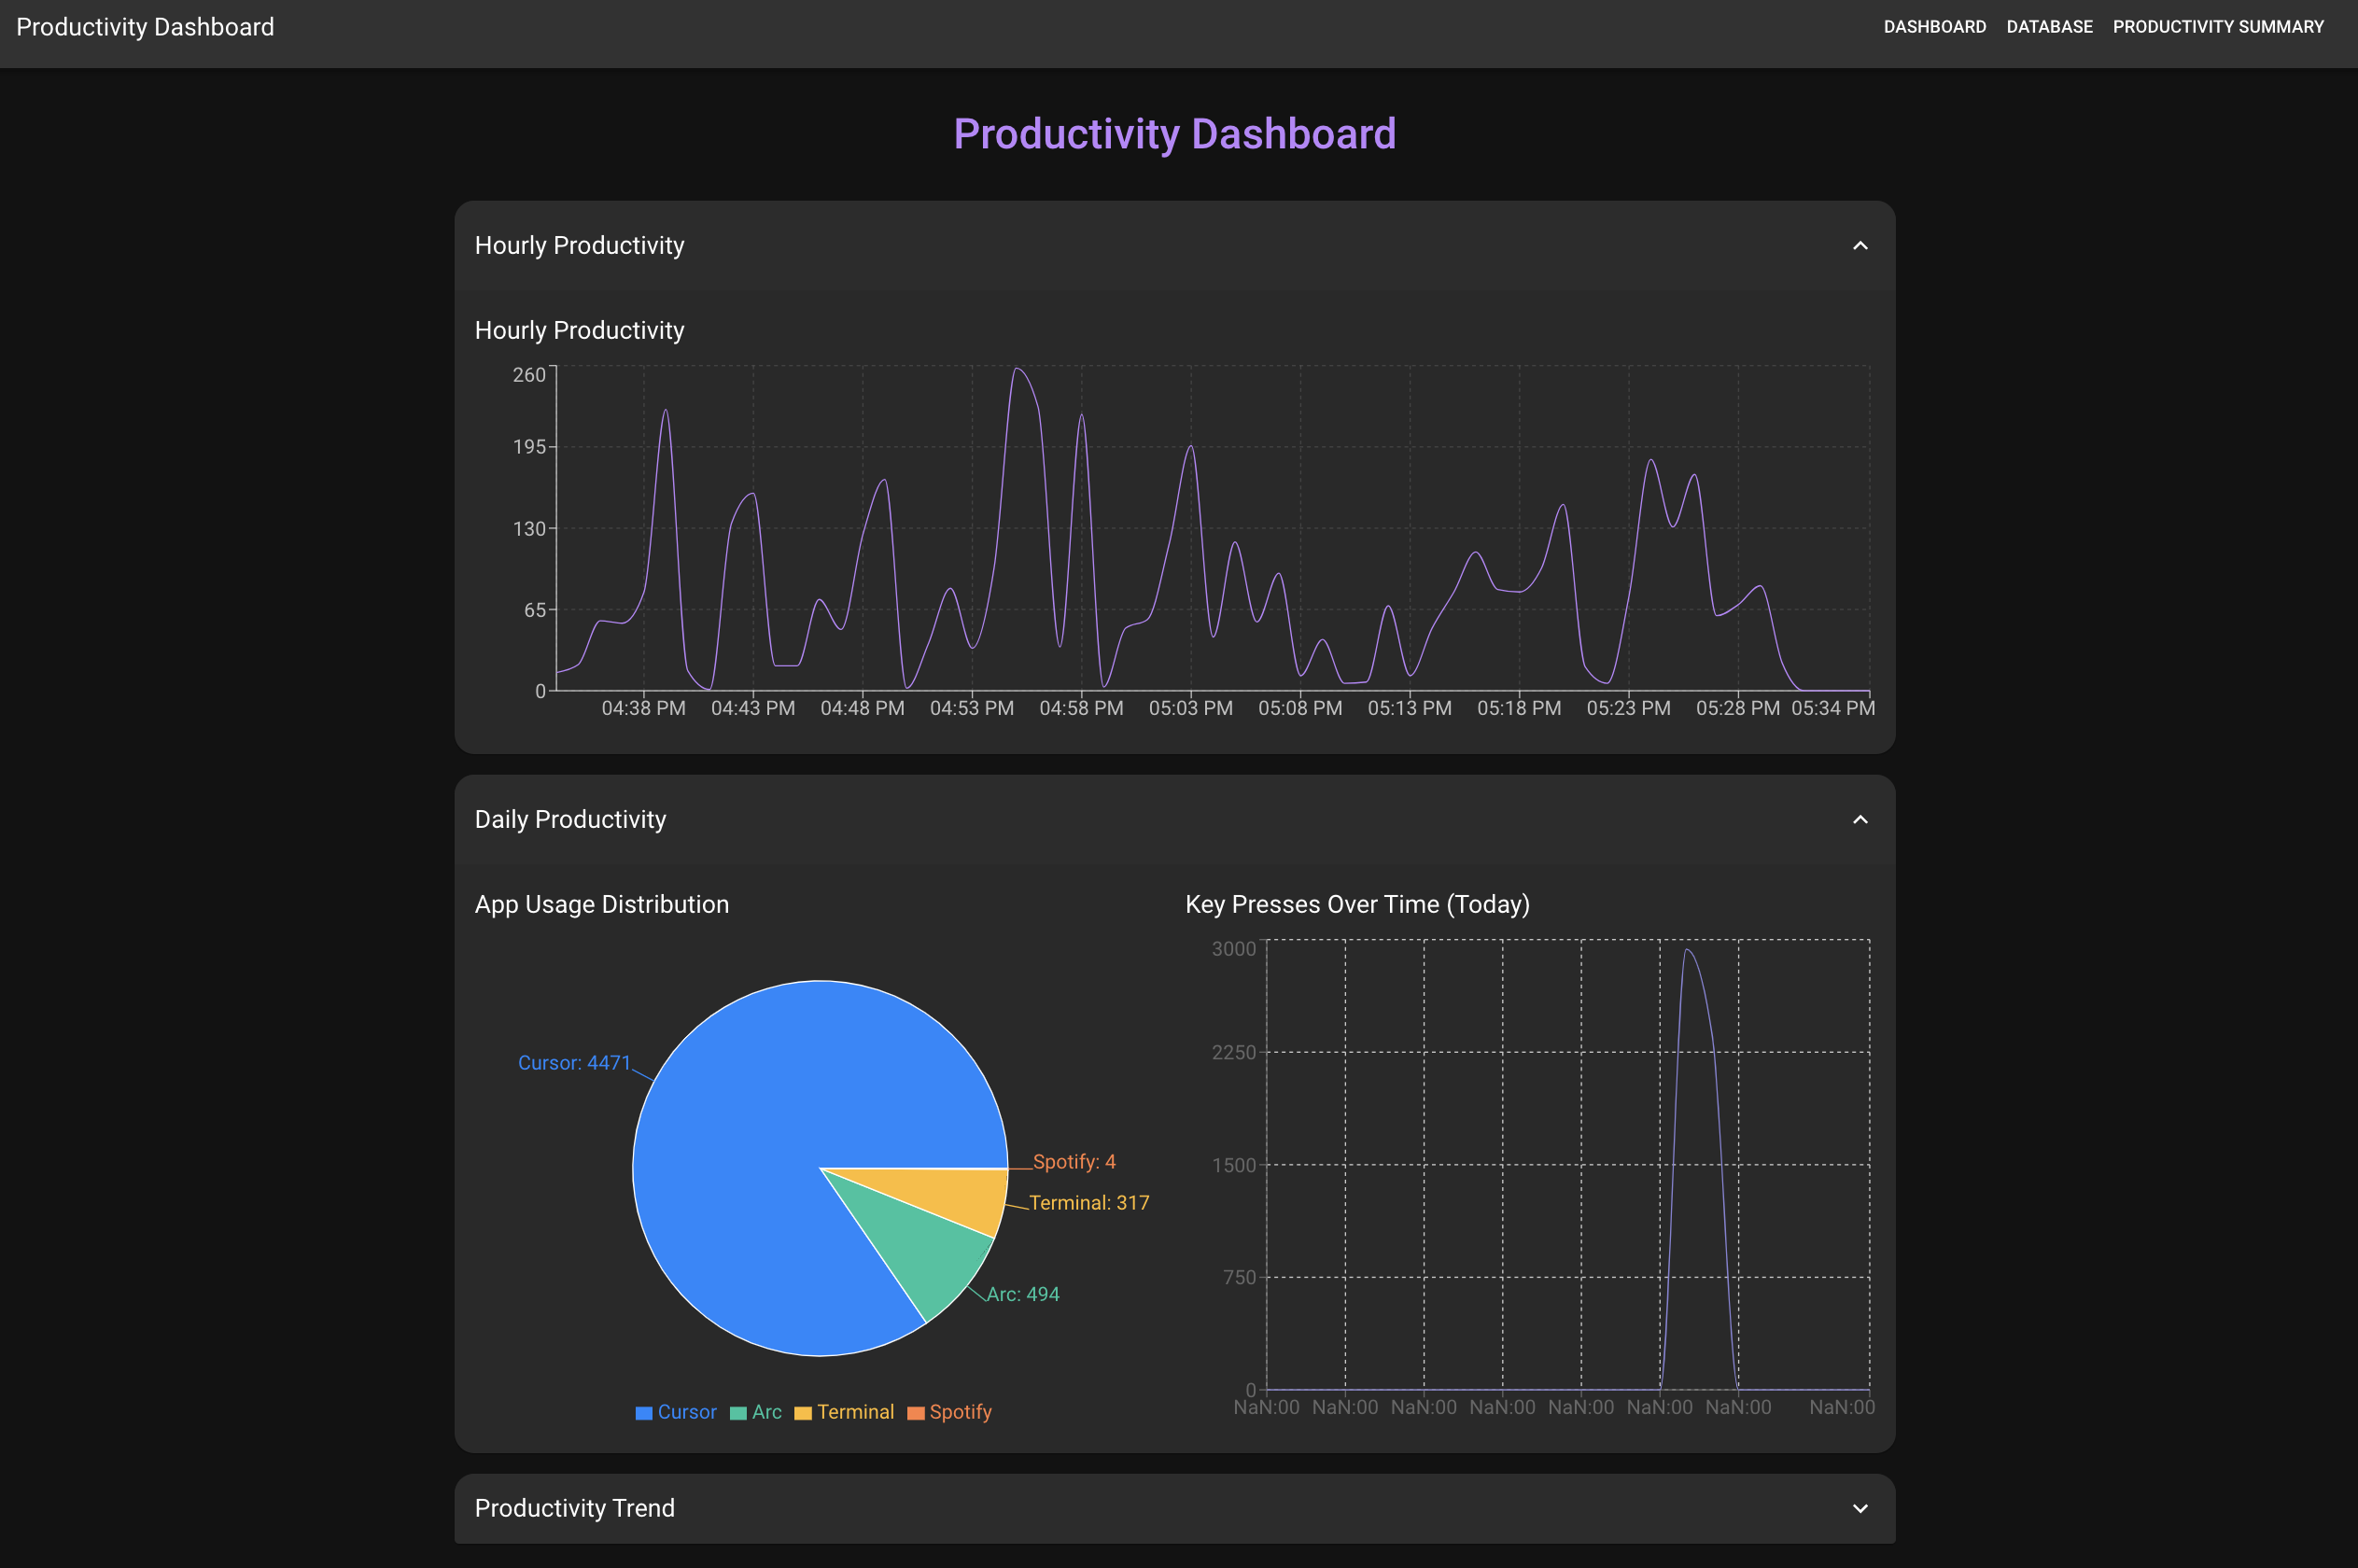 Productivity Dashboard
DASHBOARD DATABASE PRODUCTIVITY SUMMARY
Productivity Dashboard
Hourly Productivity
Hourly Productivity
260
195
130
65
0
04:38 PM 04:43 PM 04:48 PM 04:53 PM 04:58 PM 05:03 PM 05:08 PM 05:13 PM 05:18 PM 05:23 PM 05:28 PM 05:34 PM
Daily Productivity
App Usage Distribution
Cursor: 4471
Spotify: 4
Terminal: 317
Arc: 494
Cursor Arc Terminal Spotify
Key Presses Over Time (Today)
3000
2250
1500
750
0
NaN:00 NaN:00 NaN:00 NaN:00 NaN:00 NaN:00 NaN:00 NaN:00
Productivity Trend